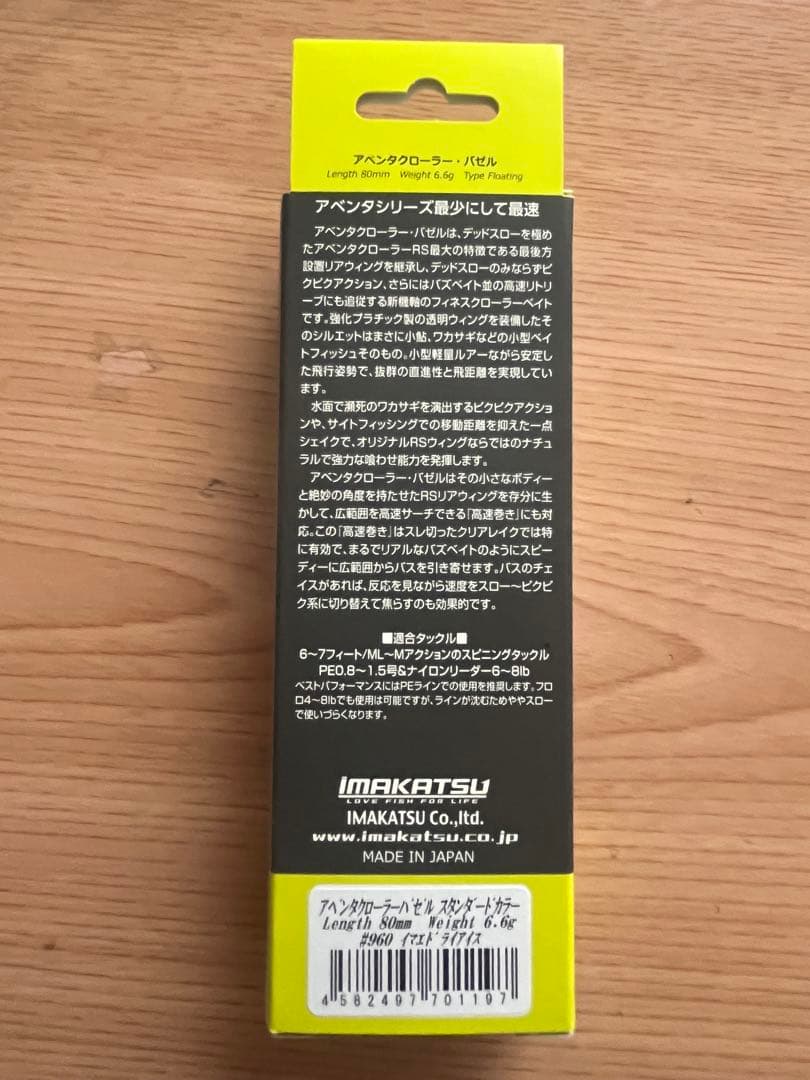 アベンタクローラー・バゼル
Length 80mm Weight 6.6g Type Floating
アベンタシリーズ最少にして最速
アベンタクローラー・バゼルは、デッドスローを極め
たアベンタクローラーRS最大の特徴である最後方
設置リアウィングを継承し、デッドスローのみならずピ
クピクアクション、さらにはバズベイト並の高速リトリ
ーブにも追従する新機軸のフィネスクローラーベイト
です。強化プラチック製の透明ウィングを装備したそ
のシルエットはまさに小鮎、ワカサギなどの小型ベイ
トフィッシュそのもの。小型軽量ルアーながら安定し
た飛行姿勢で、抜群の直進性と飛距離を実現してい
ます。
水面で瀕死のワカサギを演出するピクピクアクショ
ンや、サイトフィッシングでの移動距離を抑えた一点
シェイクで、オリジナルRSウィングならではのナチュ
ラルで強力な喰わせ能力を発揮します。
アベンタクローラー・バゼルはその小さなボディー
と絶妙の角度を持たせたRSリアウィングを存分に生
かして、広範囲を高速サーチできる「高速巻き」にも対
応。この「高速巻き」はスレ切ったクリアレイクでは特
に有効で、まるでリアルなバズベイトのようにスピー
ディーに広範囲からバスを引き寄せます。バスのチェ
イスがあれば、反応を見ながら速度をスロー〜ピクピ
ク系に切り替えて焦らすのも効果的です。
■適合タックル■
6〜7フィート/ML〜Mアクションのスピニングタックル
PE0.8〜1.5号&ナイロンリーダー6〜8lb
ベストパフォーマンスにはPEラインでの使用を推奨します。フロ
ロ4〜8lbでも使用は可能ですが、ラインが沈むためややスロー
で使いづらくなります。
IMAKATSU
LOVE FISH FOR LIFE
IMAKATSU Co.,ltd.
www.imakatsu.co.jp
MADE IN JAPAN
アベンタクローラーバゼル スタンダードカラー
Length 80mm Weight 6.6g
#960 イマエドライアイス
4 582497 701197